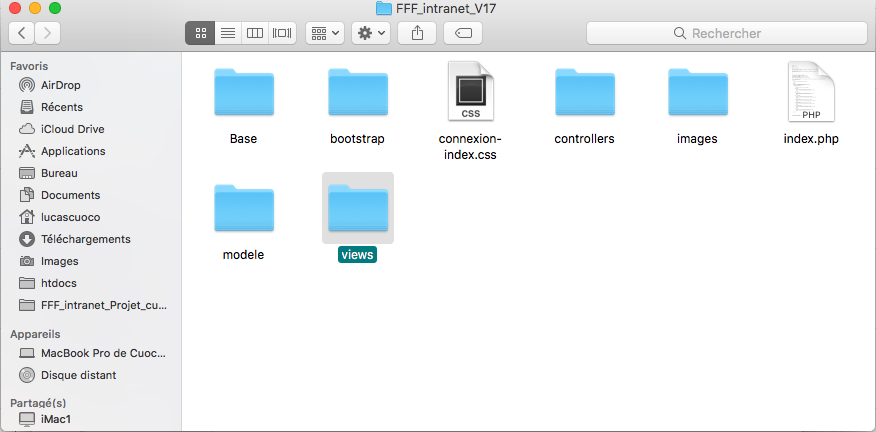 FFF_intranet_V17
Rechercher
Favoris
AirDrop
Récents
iCloud Drive
Applications
Bureau
Documents
lucascuoco
Téléchargements
Images
htdocs
FFF_intranet_Projet_cu...
Appareils
MacBook Pro de Cuoc...
Disque distant
Partagé(s)
iMac1
CSS
PHP
Base
bootstrap
connexion-
index.css
controllers
images
index.php
modele
views